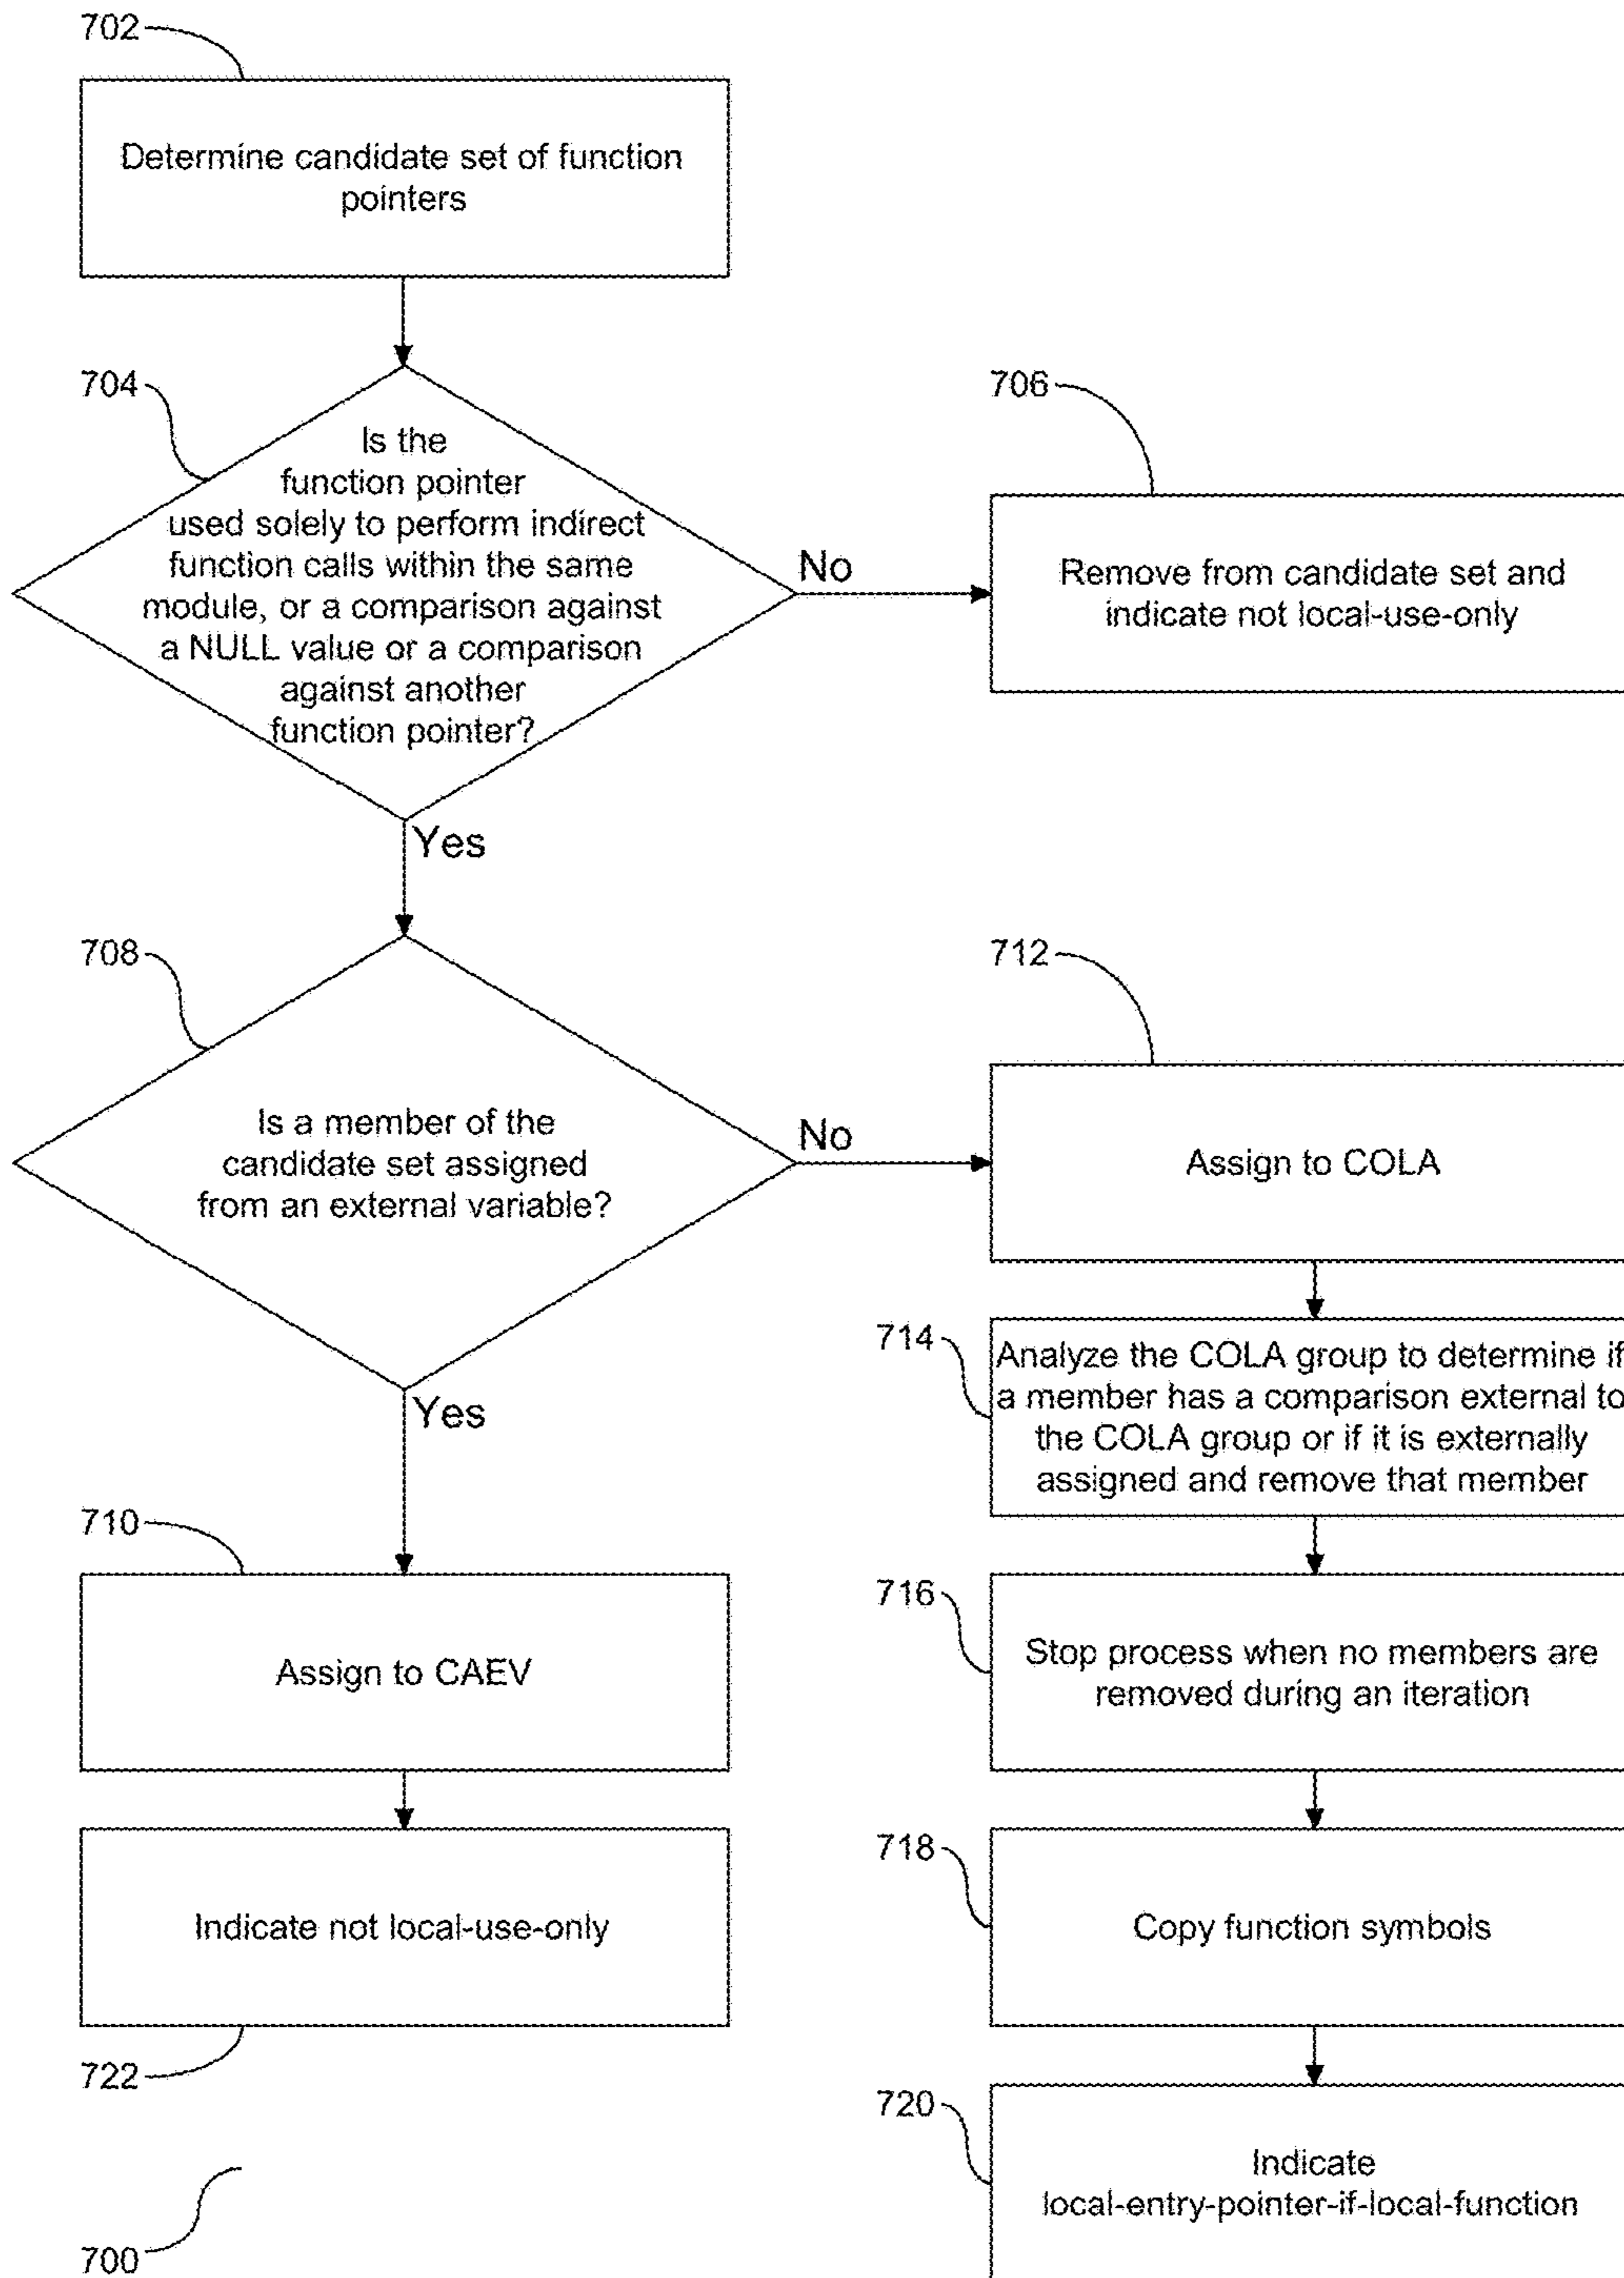 702
Determine candidate set of function
pointers
704
Is the
function pointer
used solely to perform indirect
function calls within the same
module, or a comparison against
a NULL value or a comparison
against another
function pointer?
No
706
Remove from candidate set and
indicate not local-use-only
Yes
708
Is a member of the
candidate set assigned
from an external variable?
No
712
Assign to COLA
Yes
714
Analyze the COLA group to determine if
a member has a comparison external to
the COLA group or if it is externally
assigned and remove that member
710
Assign to CAEV
716
Stop process when no members are
removed during an iteration
Indicate not local-use-only
722
718
Copy function symbols
720
Indicate
local-entry-pointer-if-local-function
700